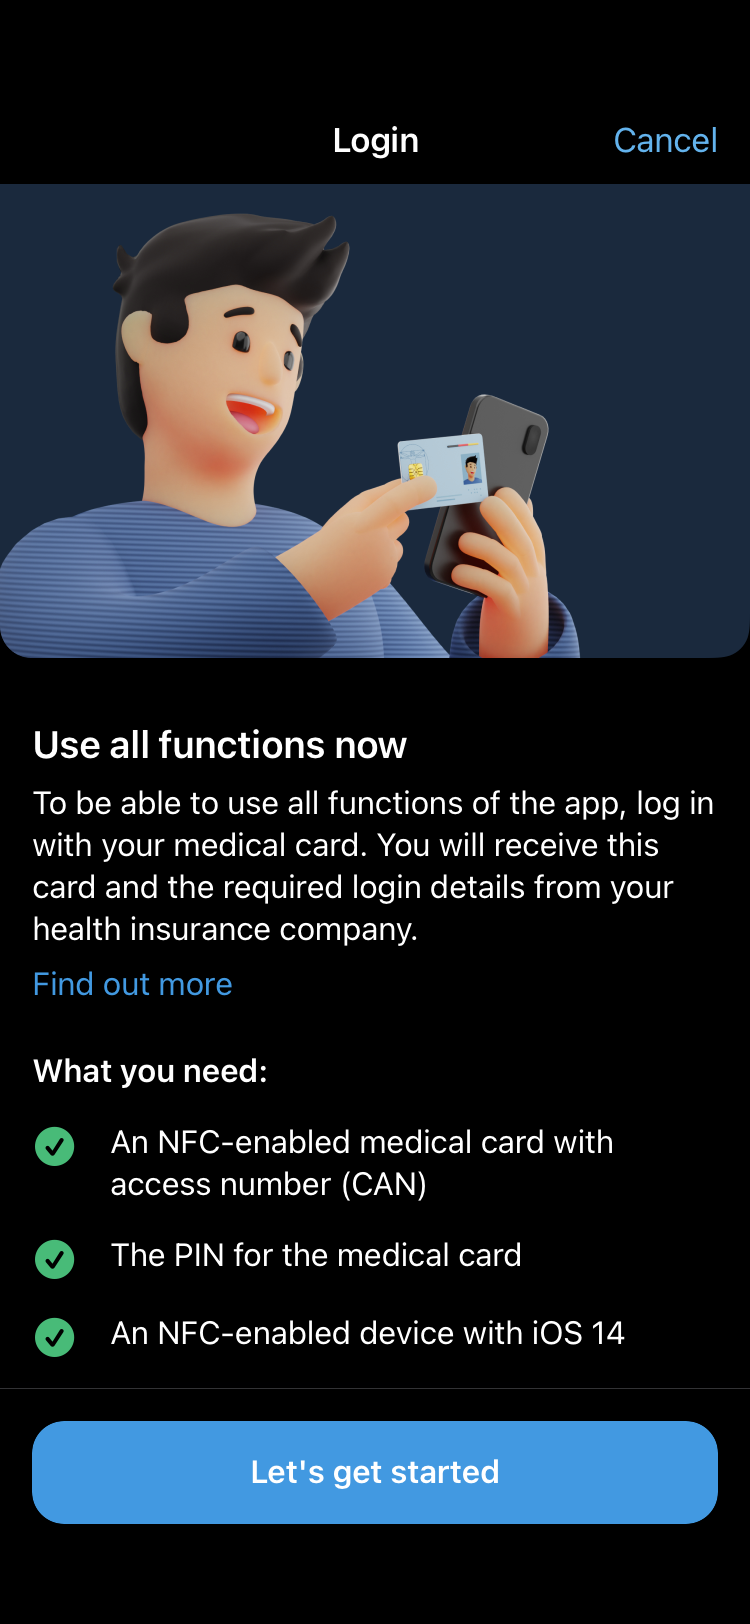 Login
Cancel
Use all functions now
To be able to use all functions of the app, log in
with your medical card. You will receive this
card and the required login details from your
health insurance company.
Find out more
What you need:
An NFC-enabled medical card with
access number (CAN)
The PIN for the medical card
An NFC-enabled device with iOS 14
Let's get started